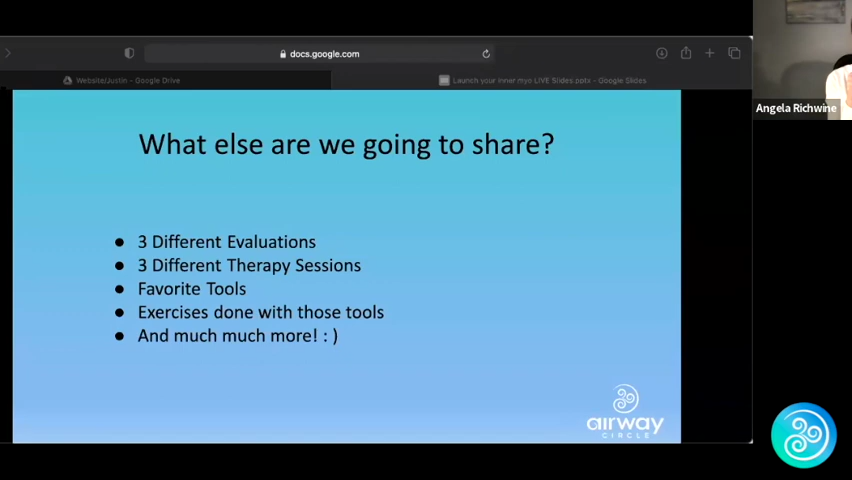 docs.google.com
Website/Justin - Google Drive
Launch your inner myo LIVE Slides.pptx - Google Slides
Angela Richwine
What else are we going to share?
● 3 Different Evaluations
● 3 Different Therapy Sessions
● Favorite Tools
● Exercises done with those tools
● And much much more! : )
airway
CIRCLE